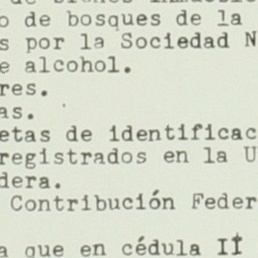 o de bosques de la
s por la Sociedad N
e alcohol.
res.
as.
etas de identificac
registrados en la U
dera.
Contribución Feder
a que en cédula II